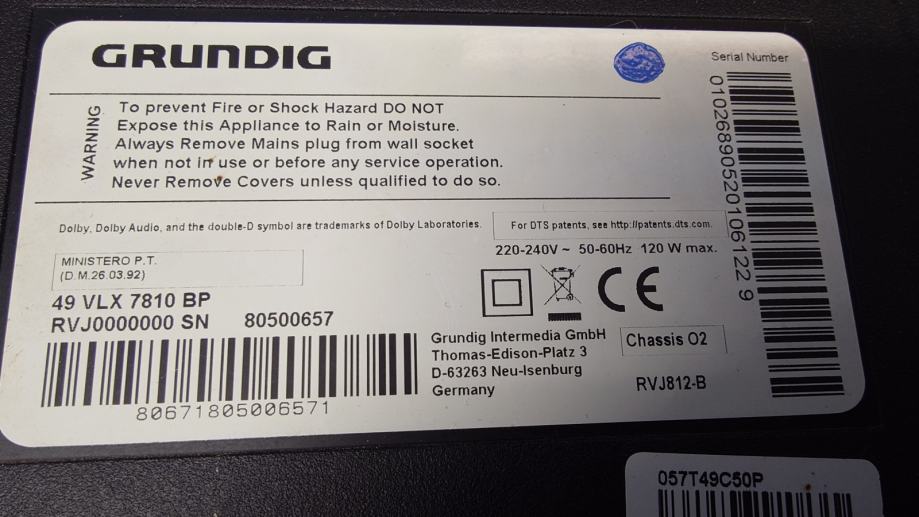 GRUNDIG
Serial Number
WARNING
To prevent Fire or Shock Hazard DO NOT
Expose this Appliance to Rain or Moisture.
Always Remove Mains plug from wall socket
when not in use or before any service operation.
Never Remove Covers unless qualified to do so.
01026890520106122 9
Dolby, Dolby Audio, and the double-D symbol are trademarks of Dolby Laboratories.
For DTS patents, see http://patents.dts.com.
220-240V ~ 50-60Hz 120 W max.
MINISTERO P.T.
(D.M.26.03.92)
CE
49 VLX 7810 BP
RVJ0000000 SN 80500657
80671805006571
Grundig Intermedia GmbH
Thomas-Edison-Platz 3
D-63263 Neu-Isenburg
Germany
Chassis O2
RVJ812-B
057T49C50P